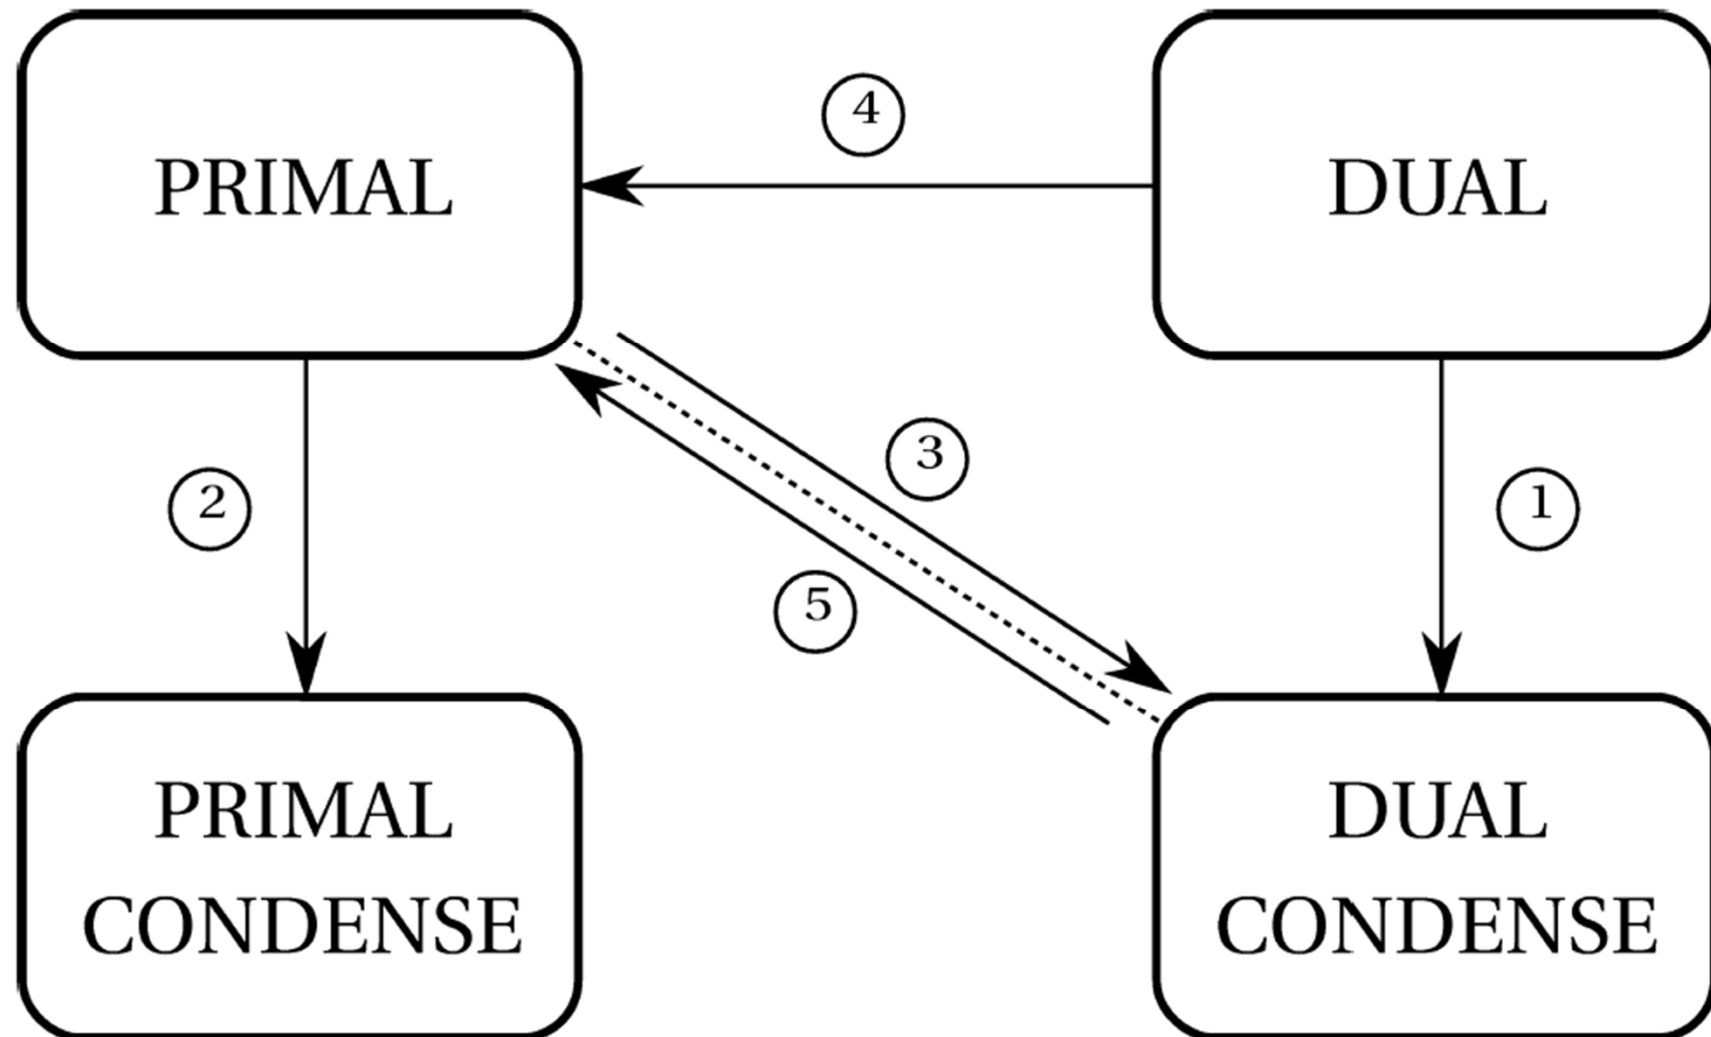 PRIMAL
4
DUAL
3
2
1
5
PRIMAL
CONDENSE
DUAL
CONDENSE